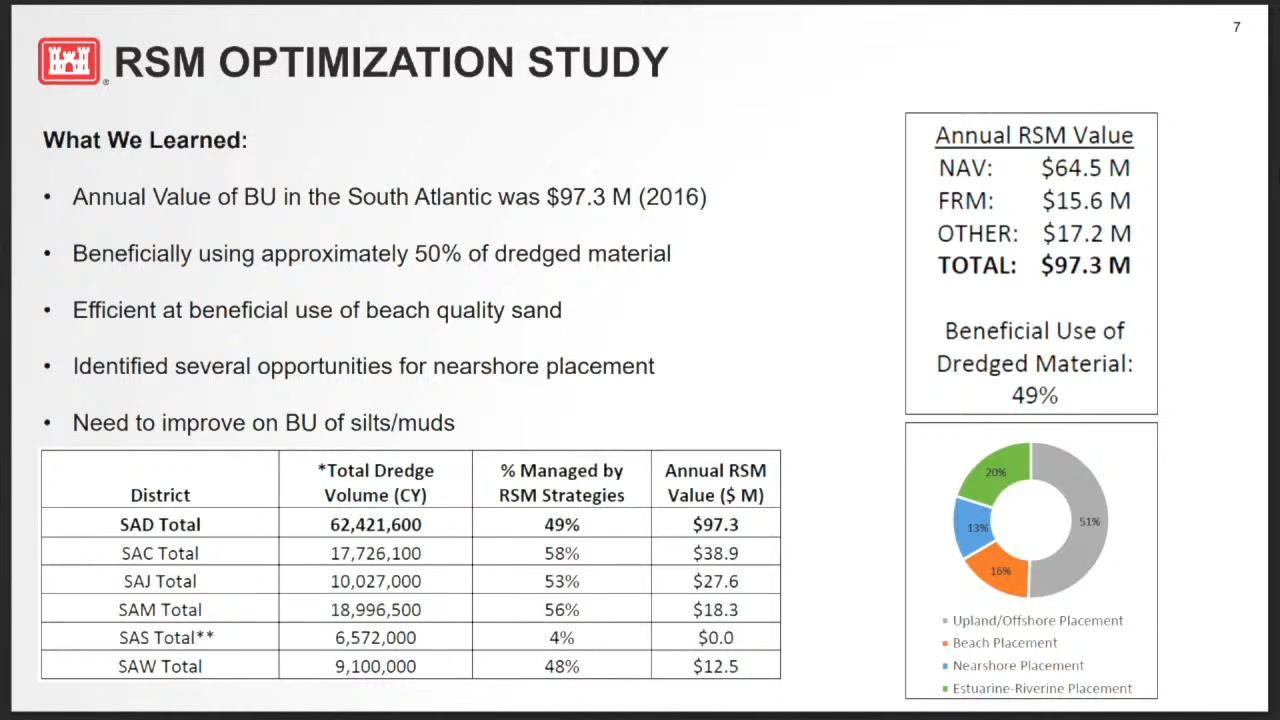 7
RSM OPTIMIZATION STUDY
®
What We Learned:
• Annual Value of BU in the South Atlantic was $97.3 M (2016)
• Beneficially using approximately 50% of dredged material
• Efficient at beneficial use of beach quality sand
• Identified several opportunities for nearshore placement
• Need to improve on BU of silts/muds
District *Total Dredge Volume (CY) % Managed by RSM Strategies Annual RSM Value ($ M)
SAD Total 62,421,600 49% $97.3
SAC Total 17,726,100 58% $38.9
SAJ Total 10,027,000 53% $27.6
SAM Total 18,996,500 56% $18.3
SAS Total** 6,572,000 4% $0.0
SAW Total 9,100,000 48% $12.5
Annual RSM Value
NAV: $64.5 M
FRM: $15.6 M
OTHER: $17.2 M
TOTAL: $97.3 M
Beneficial Use of
Dredged Material:
49%
20%
51%
13%
16%
Upland/Offshore Placement
Beach Placement
Nearshore Placement
Estuarine-Riverine Placement